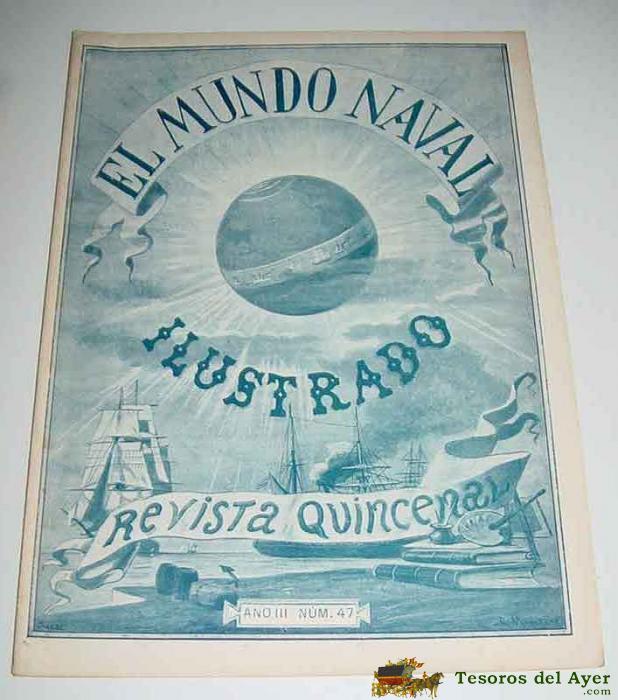 EL MUNDO NAVAL
ILUSTRADO
REVISTA QUINCENAL
AÑO III NÚM. 47
Tesoros del Ayer
.com